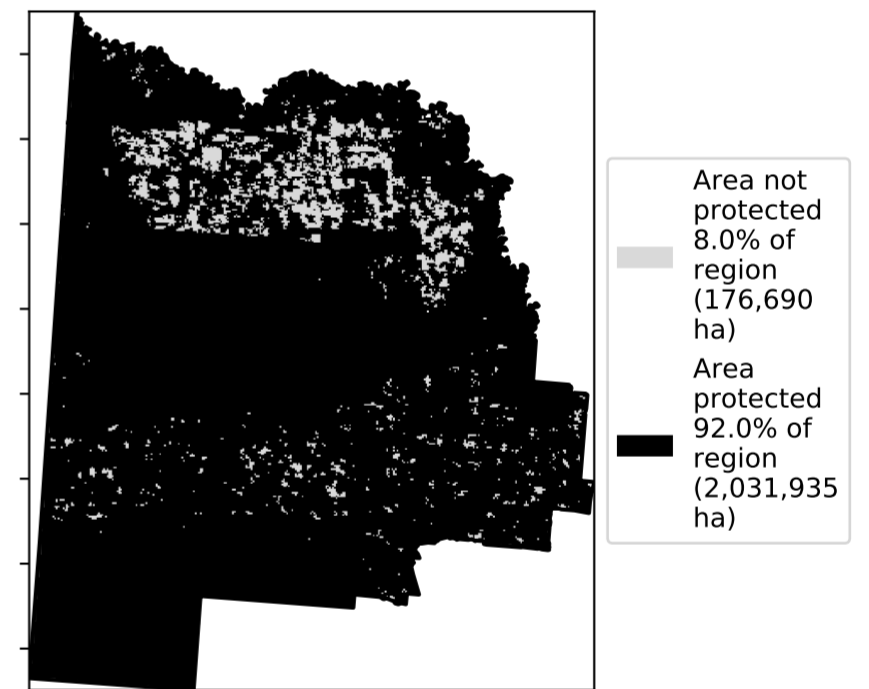 Area not
protected
8.0% of
region
(176,690
ha)
Area
protected
92.0% of
region
(2,031,935
ha)